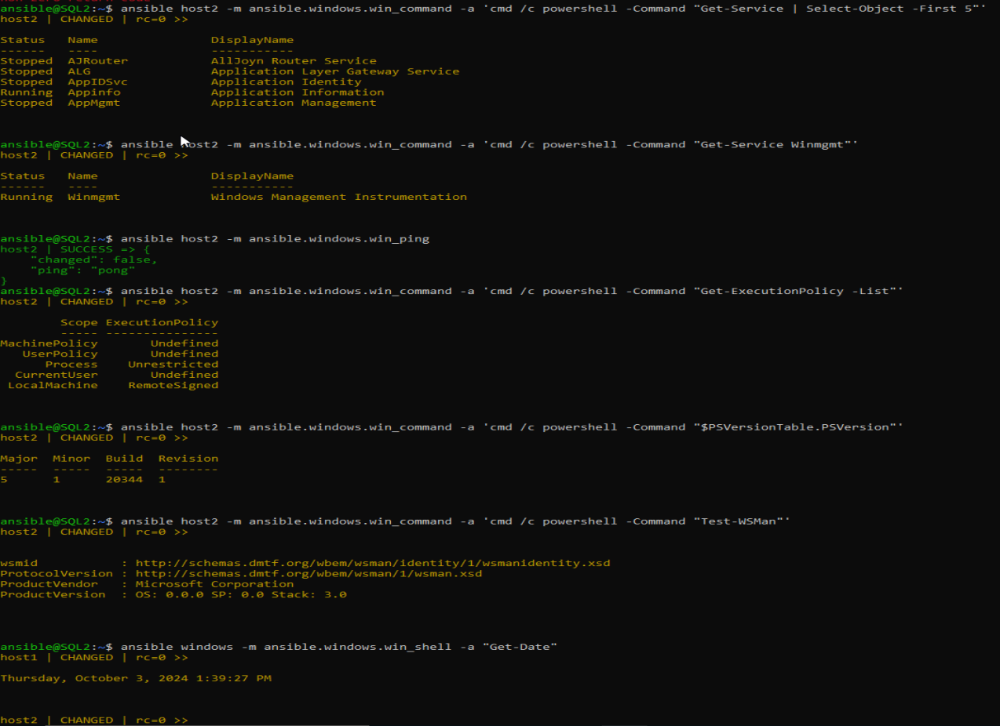 ansible@SQL2:~$ ansible host2 -m ansible.windows.win_command -a 'cmd /c powershell -Command "Get-Service | Select-Object -First 5"'
host2 | CHANGED | rc=0 >>
Status   Name               DisplayName
------   ----               -----------
Stopped  AJRouter           AllJoyn Router Service
Stopped  ALG                Application Layer Gateway Service
Stopped  AppIDSvc           Application Identity
Running  Appinfo            Application Information
Stopped  AppMgmt            Application Management
ansible@SQL2:~$ ansible host2 -m ansible.windows.win_command -a 'cmd /c powershell -Command "Get-Service Winmgmt"'
host2 | CHANGED | rc=0 >>
Status   Name               DisplayName
------   ----               -----------
Running  Winmgmt            Windows Management Instrumentation
ansible@SQL2:~$ ansible host2 -m ansible.windows.win_ping
host2 | SUCCESS => {
    "changed": false,
    "ping": "pong"
}
ansible@SQL2:~$ ansible host2 -m ansible.windows.win_command -a 'cmd /c powershell -Command "Get-ExecutionPolicy -List"'
host2 | CHANGED | rc=0 >>
        Scope ExecutionPolicy
        ----- ---------------
MachinePolicy       Undefined
   UserPolicy       Undefined
      Process    Unrestricted
  CurrentUser       Undefined
 LocalMachine    RemoteSigned
ansible@SQL2:~$ ansible host2 -m ansible.windows.win_command -a 'cmd /c powershell -Command "$PSVersionTable.PSVersion"'
host2 | CHANGED | rc=0 >>
Major  Minor  Build  Revision
-----  -----  -----  --------
5      1      20344  1
ansible@SQL2:~$ ansible host2 -m ansible.windows.win_command -a 'cmd /c powershell -Command "Test-WSMan"'
host2 | CHANGED | rc=0 >>
wsmid           : http://schemas.dmtf.org/wbem/wsman/identity/1/wsmanidentity.xsd
ProtocolVersion : http://schemas.dmtf.org/wbem/wsman/1/wsman.xsd
ProductVendor   : Microsoft Corporation
ProductVersion  : OS: 0.0.0 SP: 0.0 Stack: 3.0
ansible@SQL2:~$ ansible windows -m ansible.windows.win_shell -a "Get-Date"
host1 | CHANGED | rc=0 >>
Thursday, October 3, 2024 1:39:27 PM
host2 | CHANGED | rc=0 >>